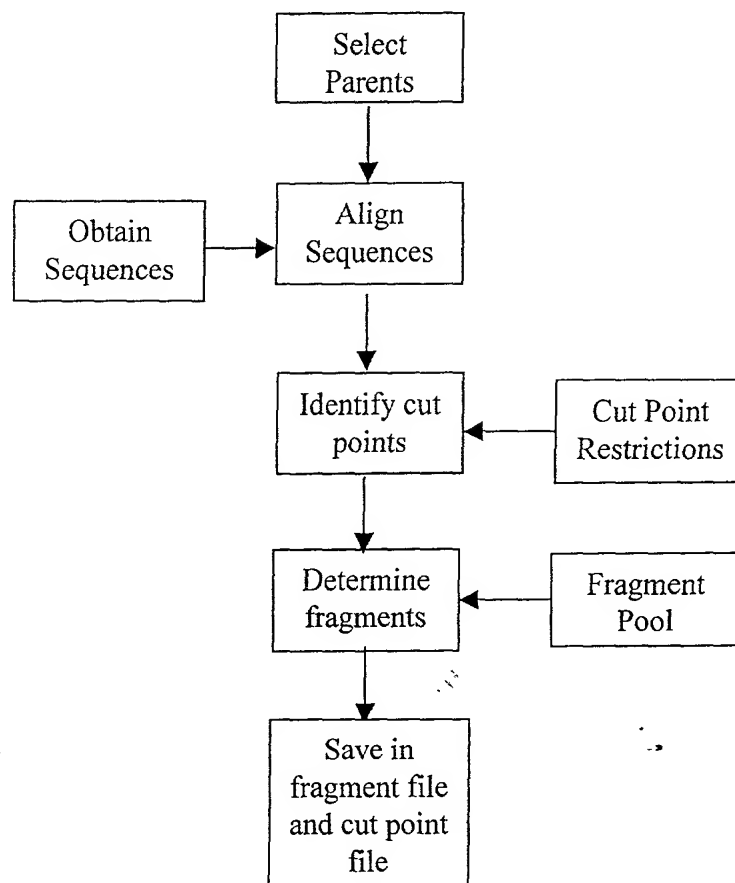 Select
Parents
Obtain
Sequences
Align
Sequences
Identify cut
points
Cut Point
Restrictions
Determine
fragments
Fragment
Pool
Save in
fragment file
and cut point
file